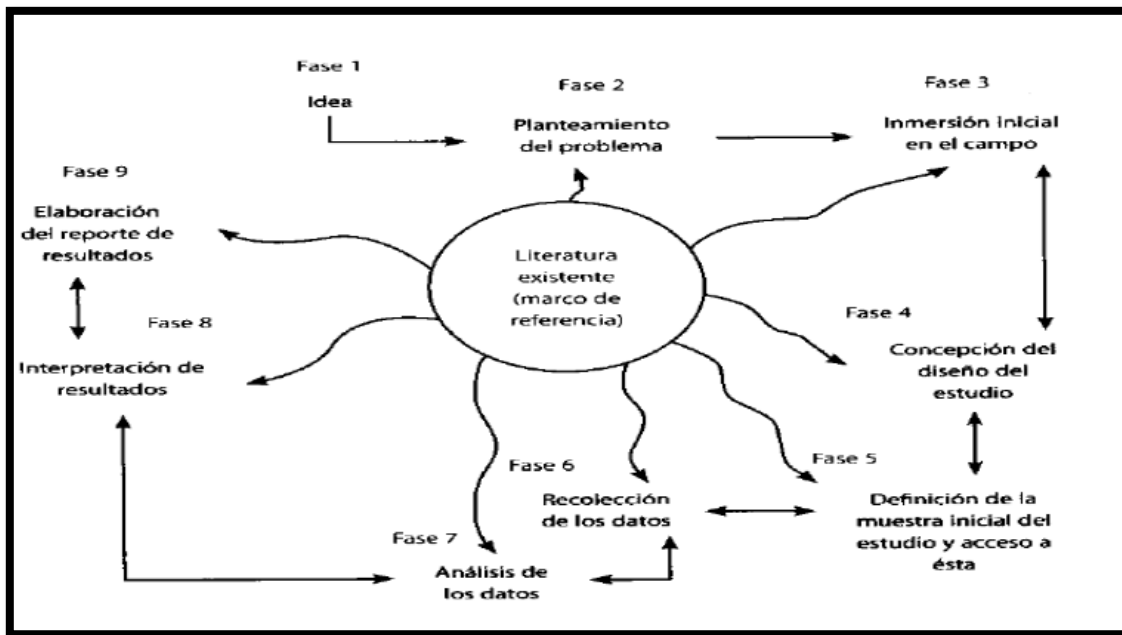 Fase 1
Idea
Fase 2
Planteamiento
del problema
Fase 3
Inmersión inicial
en el campo
Fase 9
Elaboración
del reporte de
resultados
Literatura
existente
(marco de
referencia)
Fase 8
Interpretación de
resultados
Fase 4
Concepción del
diseño del
estudio
Fase 5
Definición de la
muestra inicial del
estudio y acceso a
ésta
Fase 6
Recolección
de los datos
Fase 7
Análisis de
los datos